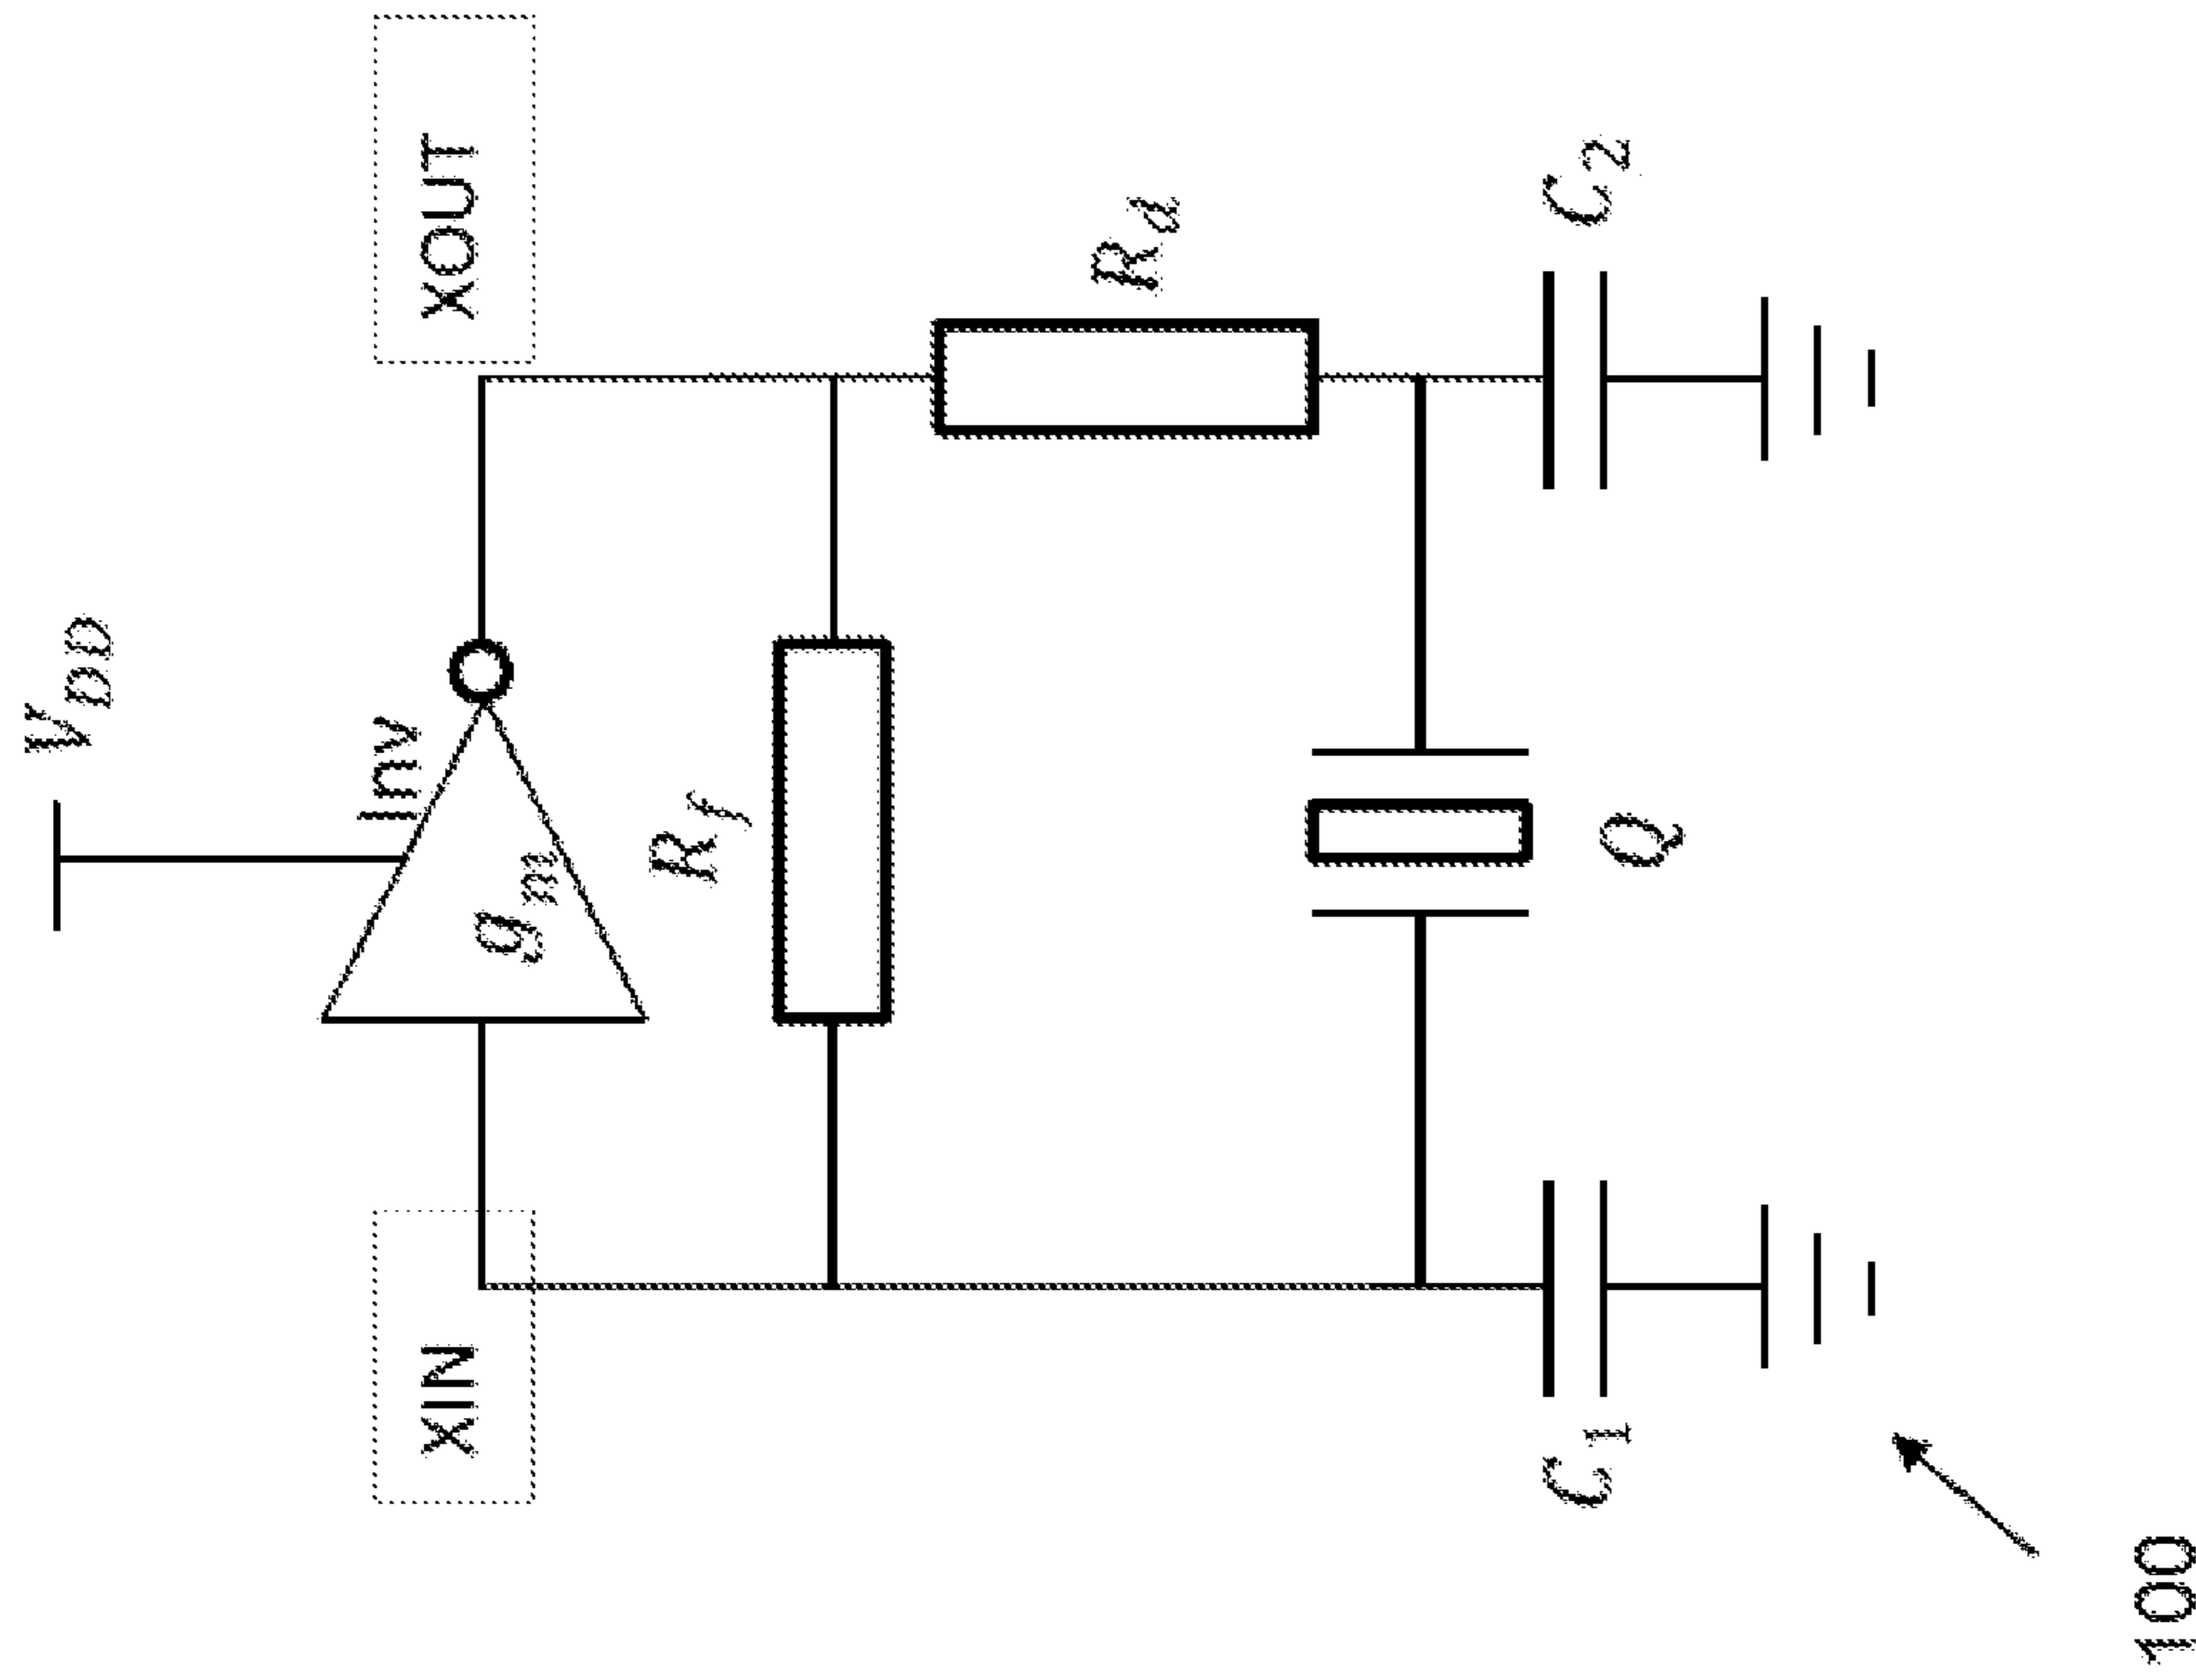 V_DD
Inv
g_m
XIN
XOUT
R_f
R_d
Q
C_1
C_2
100